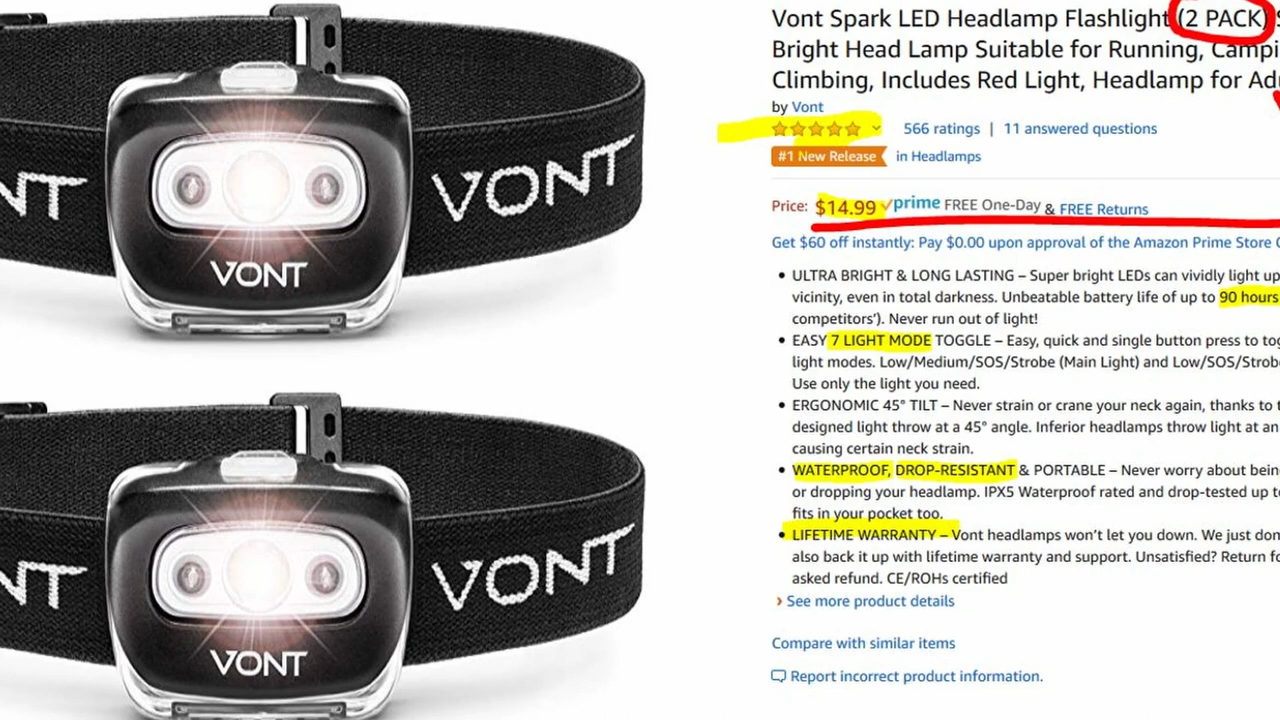 VONT
VONT
VONT
VONT
Vont Spark LED Headlamp Flashlight (2 PACK)
Bright Head Lamp Suitable for Running,
Climbing, Includes Red Light, Headlamp for
by Vont
566 ratings | 11 answered questions
#1 New Release in Headlamps
Price: $14.99 prime FREE One-Day & FREE Returns
Get $60 off instantly: Pay $0.00 upon approval of the Amazon Prime Store
• ULTRA BRIGHT & LONG LASTING – Super bright LEDs can vividly light up
vicinity, even in total darkness. Unbeatable battery life of up to 90 hours
competitors'). Never run out of light!
• EASY 7 LIGHT MODE TOGGLE – Easy, quick and single button press to
light modes. Low/Medium/SOS/Strobe (Main Light) and Low/SOS/Strobe
Use only the light you need.
• ERGONOMIC 45° TILT – Never strain or crane your neck again, thanks to
designed light throw at a 45° angle. Inferior headlamps throw light at an
causing certain neck strain.
• WATERPROOF, DROP-RESISTANT & PORTABLE – Never worry about
or dropping your headlamp. IPX5 Waterproof rated and drop-tested up
fits in your pocket too.
• LIFETIME WARRANTY – Vont headlamps won't let you down. We just
also back it up with lifetime warranty and support. Unsatisfied? Return
asked refund. CE/ROHs certified
› See more product details
Compare with similar items
Report incorrect product information.